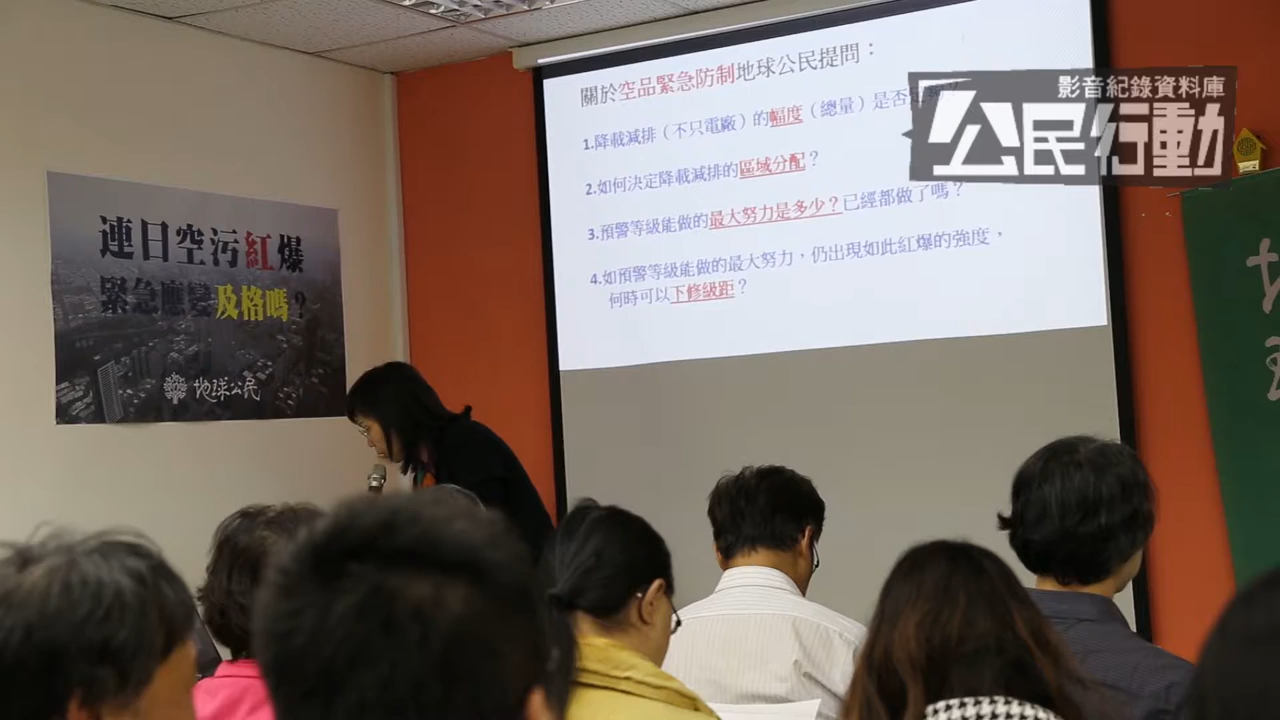 關於空品緊急防制地球公民提問：
1.降載減排（不只電廠）的幅度（總量）是否
2.如何決定降載減排的區域分配？
3.預警等級能做的最大努力是多少？已經都做了嗎？
4.如預警等級能做的最大努力，仍出現如此紅爆的強度，
何時可以下修級距？
影音紀錄資料庫
公民行動
連日空污紅爆
緊急應變及格嗎？
地球公民
地球